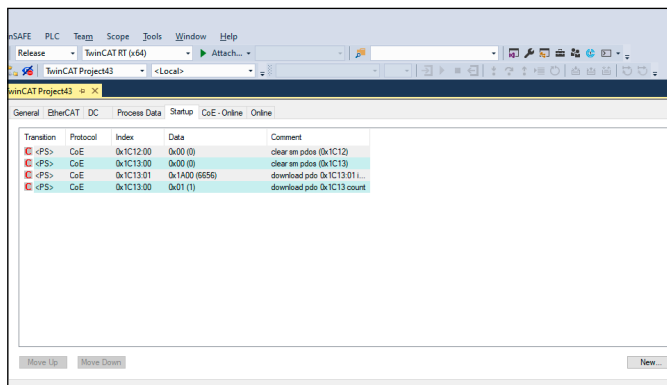 nSAFE PLC Team Scope Tools Window Help
Release TwinCAT RT (x64) Attach...
TwinCAT Project43 <Local>
winCAT Project43
General EtherCAT DC Process Data Startup CoE - Online Online
Transition Protocol Index Data Comment
C <PS> CoE 0x1C12:00 0x00 (0) clear sm pdos (0x1C12)
C <PS> CoE 0x1C13:00 0x00 (0) clear sm pdos (0x1C13)
C <PS> CoE 0x1C13:01 0x1A00 (6656) download pdo 0x1C13:01 i...
C <PS> CoE 0x1C13:00 0x01 (1) download pdo 0x1C13 count
Move Up Move Down New...